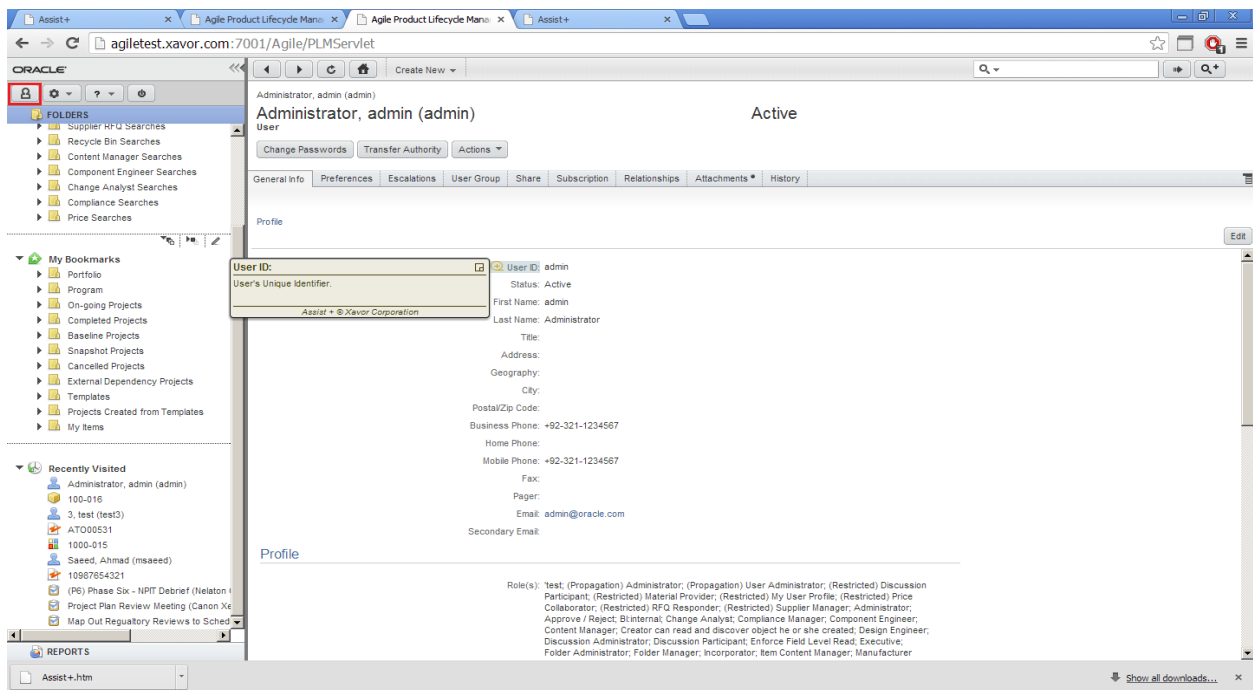 Assist+
Agile Product Lifecycle Mana
Agile Product Lifecycle Mana
Assist+
agiletest.xavor.com:7001/Agile/PLMServlet
ORACLE
Create New
Administrator, admin (admin)
Administrator, admin (admin)
Active
User
Change Passwords
Transfer Authority
Actions
General Info
Preferences
Escalations
User Group
Share
Subscription
Relationships
Attachments
History
Profile
Edit
FOLDERS
Supplier RFQ Searches
Recycle Bin Searches
Content Manager Searches
Component Engineer Searches
Change Analyst Searches
Compliance Searches
Price Searches
My Bookmarks
Portfolio
Program
On-going Projects
Completed Projects
Baseline Projects
Snapshot Projects
Cancelled Projects
External Dependency Projects
Templates
Projects Created from Templates
My Items
Recently Visited
Administrator, admin (admin)
100-016
3, test (test3)
ATO00531
1000-015
Saeed, Ahmad (msaeed)
10987654321
(P6) Phase Six - NPIT Debrief (Nelaton
Project Plan Review Meeting (Canon Xe
Map Out Regualtory Reviews to Sched
REPORTS
User ID:
User's Unique Identifier.
Assist + ® Xavor Corporation
User ID: admin
Status: Active
First Name: admin
Last Name: Administrator
Title:
Address:
Geography:
City:
Postal/Zip Code:
Business Phone: +92-321-1234567
Home Phone:
Mobile Phone: +92-321-1234567
Fax:
Pager:
Email: admin@oracle.com
Secondary Email:
Profile
Role(s): 'test; (Propagation) Administrator; (Propagation) User Administrator; (Restricted) Discussion
Participant; (Restricted) Material Provider; (Restricted) My User Profile; (Restricted) Price
Collaborator; (Restricted) RFQ Responder; (Restricted) Supplier Manager; Administrator;
Approve / Reject; BI:internal; Change Analyst; Compliance Manager; Component Engineer;
Content Manager; Creator can read and discover object he or she created; Design Engineer;
Discussion Administrator; Discussion Participant; Enforce Field Level Read; Executive;
Folder Administrator; Folder Manager; Incorporator; Item Content Manager; Manufacturer
Assist+.htm
Show all downloads...